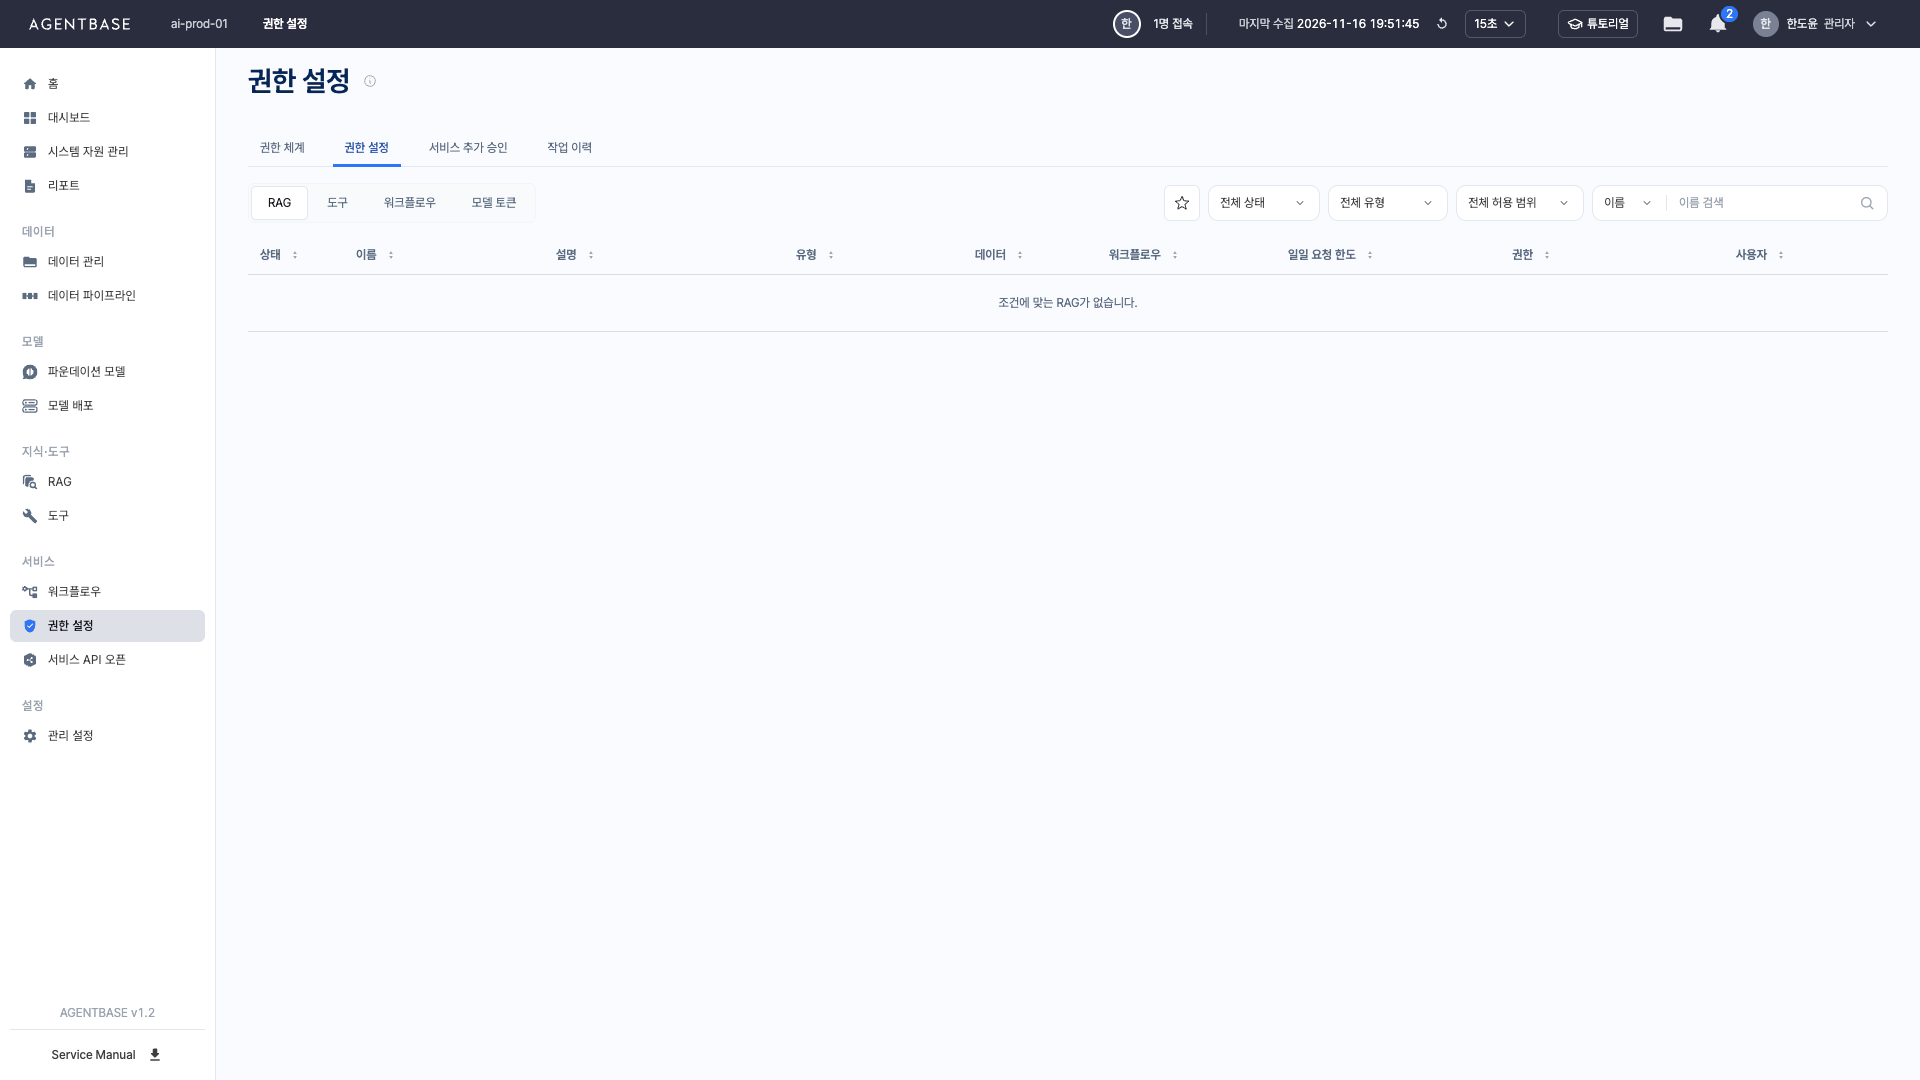 AGENTBASE ai-prod-01 권한 설정 한 1명 접속 마지막 수집 2026-11-16 19:51:45 15초 튜토리얼 2 한 한도윤 관리자
홈
대시보드
시스템 자원 관리
리포트
데이터
데이터 관리
데이터 파이프라인
모델
파운데이션 모델
모델 배포
지식·도구
RAG
도구
서비스
워크플로우
권한 설정
서비스 API 오픈
설정
관리 설정
AGENTBASE v1.2
Service Manual
권한 설정
권한 체계 권한 설정 서비스 추가 승인 작업 이력
RAG 도구 워크플로우 모델 토큰 전체 상태 전체 유형 전체 허용 범위 이름 이름 검색
상태 이름 설명 유형 데이터 워크플로우 일일 요청 한도 권한 사용자
조건에 맞는 RAG가 없습니다.